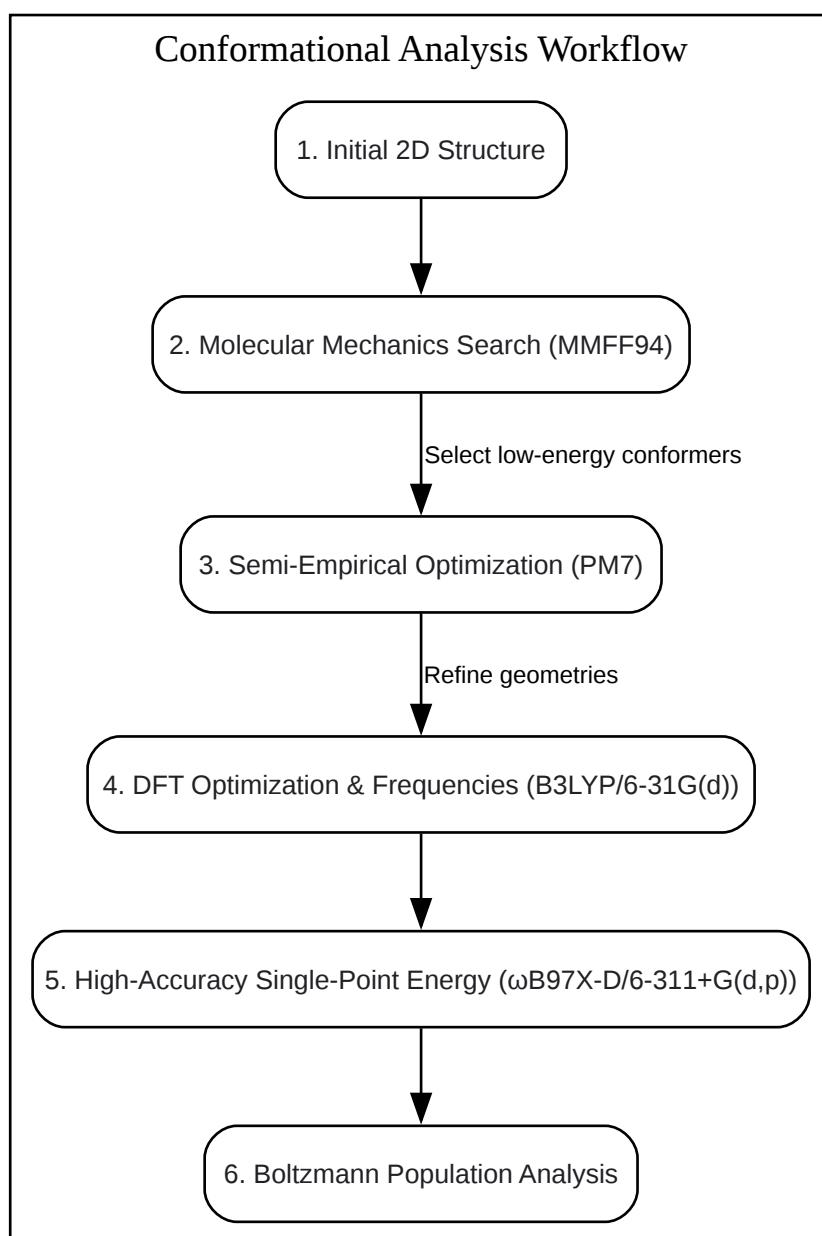 Conformational Analysis Workflow
1. Initial 2D Structure
2. Molecular Mechanics Search (MMFF94)
Select low-energy conformers
3. Semi-Empirical Optimization (PM7)
Refine geometries
4. DFT Optimization & Frequencies (B3LYP/6-31G(d))
5. High-Accuracy Single-Point Energy (ωB97X-D/6-311+G(d,p))
6. Boltzmann Population Analysis